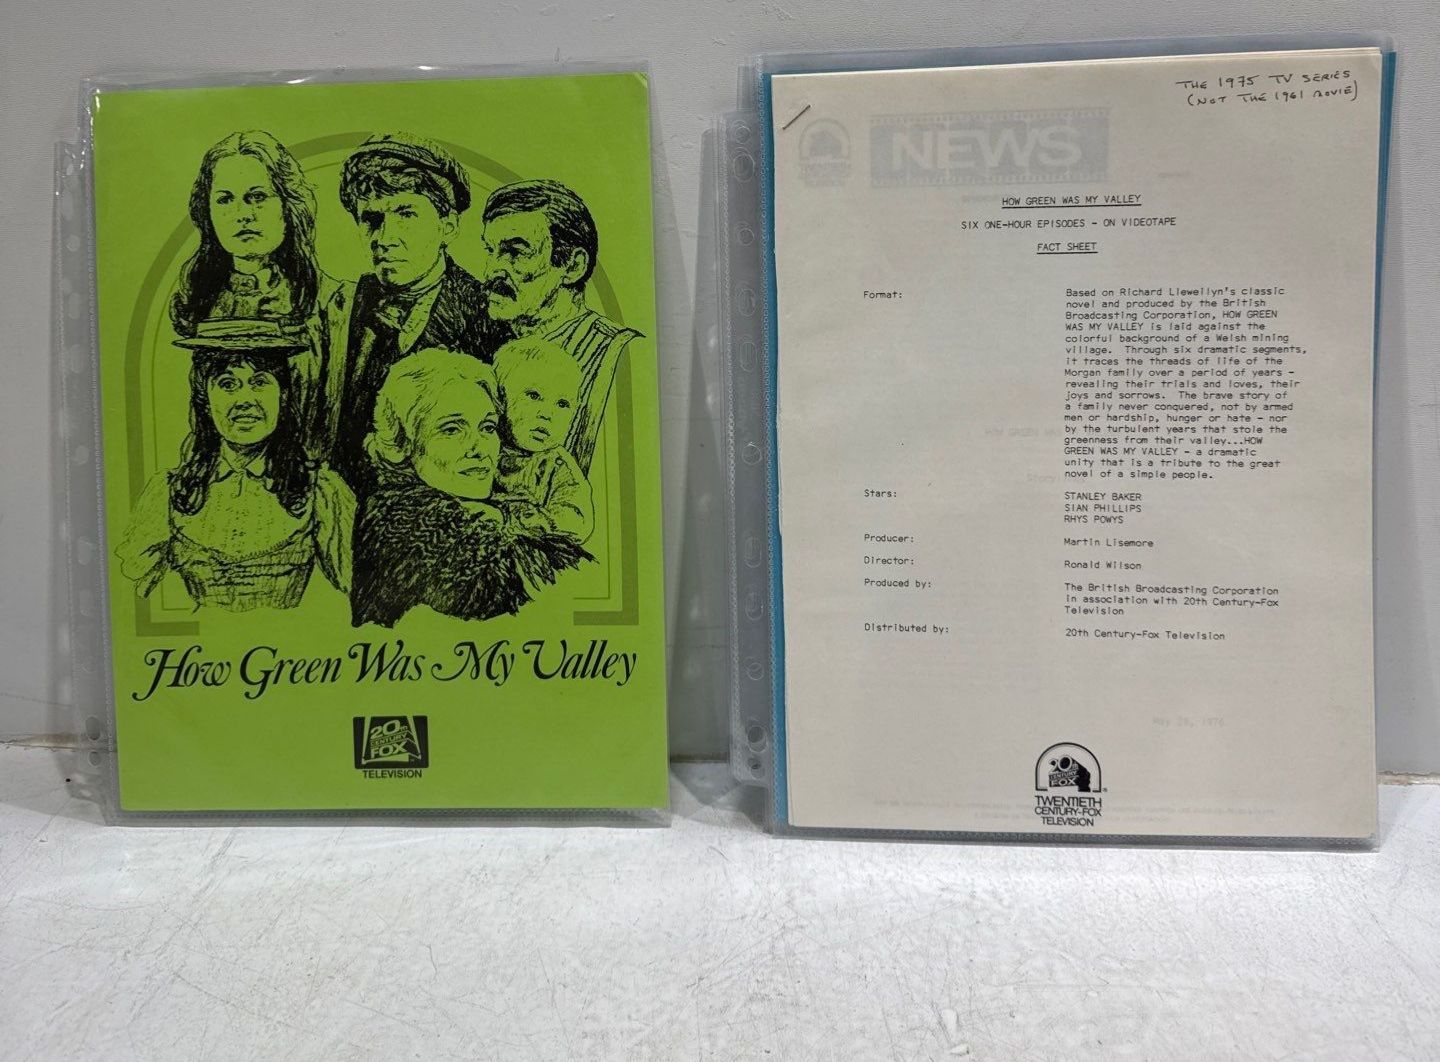 How Green Was My Valley
20th
CENTURY
FOX
TELEVISION
THE 1975 TV SERIES
(NOT THE 1961 MOVIE)
NEWS
HOW GREEN WAS MY VALLEY
SIX ONE-HOUR EPISODES - ON VIDEOTAPE
FACT SHEET
Format:
Based on Richard Llewellyn's classic
novel and produced by the British
Broadcasting Corporation, HOW GREEN
WAS MY VALLEY is laid against the
colorful background of a Welsh mining
village. Through six dramatic segments,
it traces the threads of life of the
Morgan family over a period of years -
revealing their trials and loves, their
joys and sorrows. The brave story of
a family never conquered, not by armed
men or hardship, hunger or hate - nor
by the turbulent years that stole the
greenness from their valley...HOW
GREEN WAS MY VALLEY - a dramatic
unity that is a tribute to the great
novel of a simple people.
Stars:
STANLEY BAKER
SIAN PHILLIPS
RHYS POWYS
Producer:
Martin Lisemore
Director:
Ronald Wilson
Produced by:
The British Broadcasting Corporation
in association with 20th Century-Fox
Television
Distributed by:
20th Century-Fox Television
May 28, 1976
20th
CENTURY
FOX
TWENTIETH
CENTURY-FOX
TELEVISION